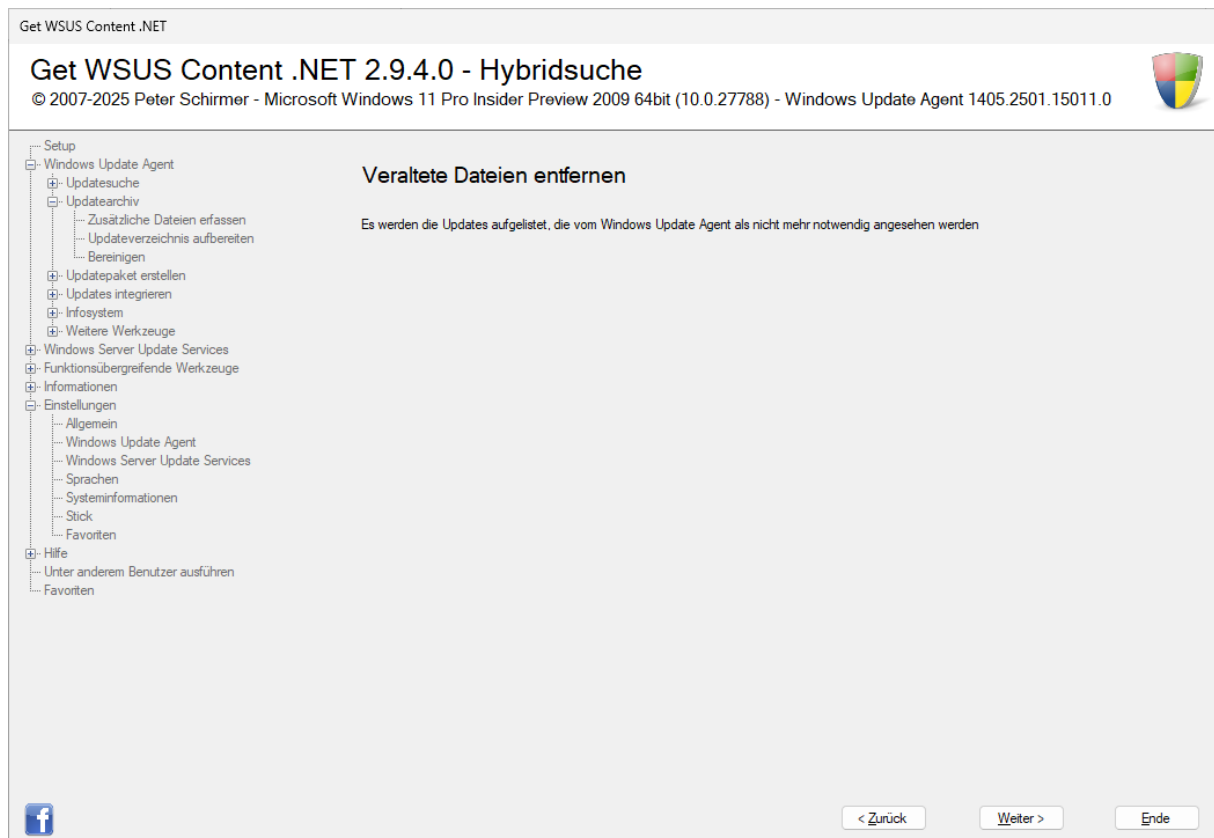 Get WSUS Content .NET
Get WSUS Content .NET 2.9.4.0 - Hybridsuche
© 2007-2025 Peter Schirmer - Microsoft Windows 11 Pro Insider Preview 2009 64bit (10.0.27788) - Windows Update Agent 1405.2501.15011.0
Setup
Windows Update Agent
Updatesuche
Updatearchiv
Zusätzliche Dateien erfassen
Updateverzeichnis aufbereiten
Bereinigen
Updatepaket erstellen
Updates integrieren
Infosystem
Weitere Werkzeuge
Windows Server Update Services
Funktionsübergreifende Werkzeuge
Informationen
Einstellungen
Allgemein
Windows Update Agent
Windows Server Update Services
Sprachen
Systeminformationen
Stick
Favoriten
Hilfe
Unter anderem Benutzer ausführen
Favoriten
Veraltete Dateien entfernen
Es werden die Updates aufgelistet, die vom Windows Update Agent als nicht mehr notwendig angesehen werden
f
< Zurück
Weiter >
Ende